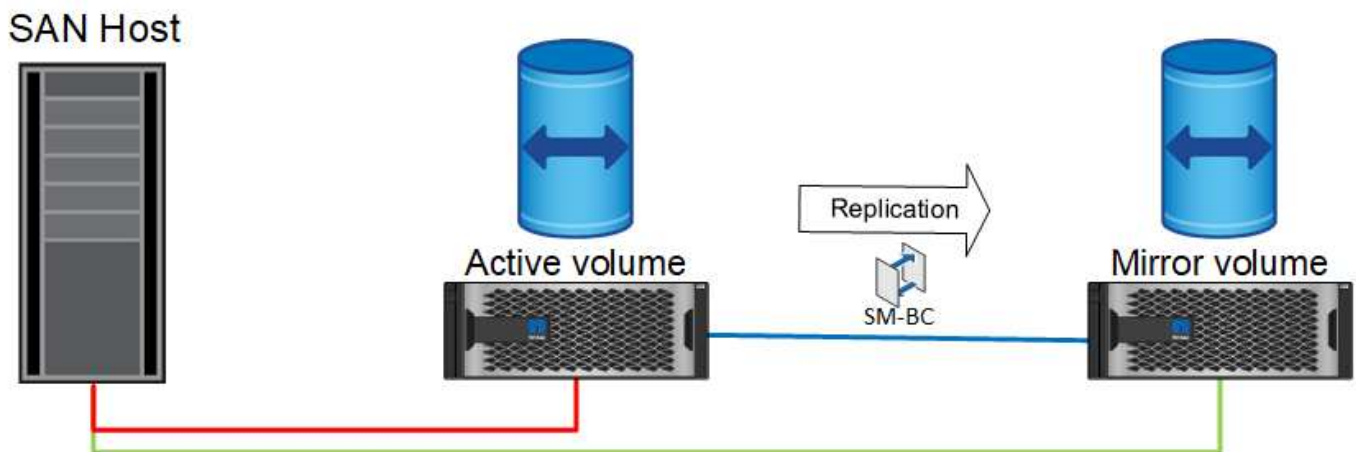 SAN Host
Replication
Active volume
Mirror volume
SM-BC